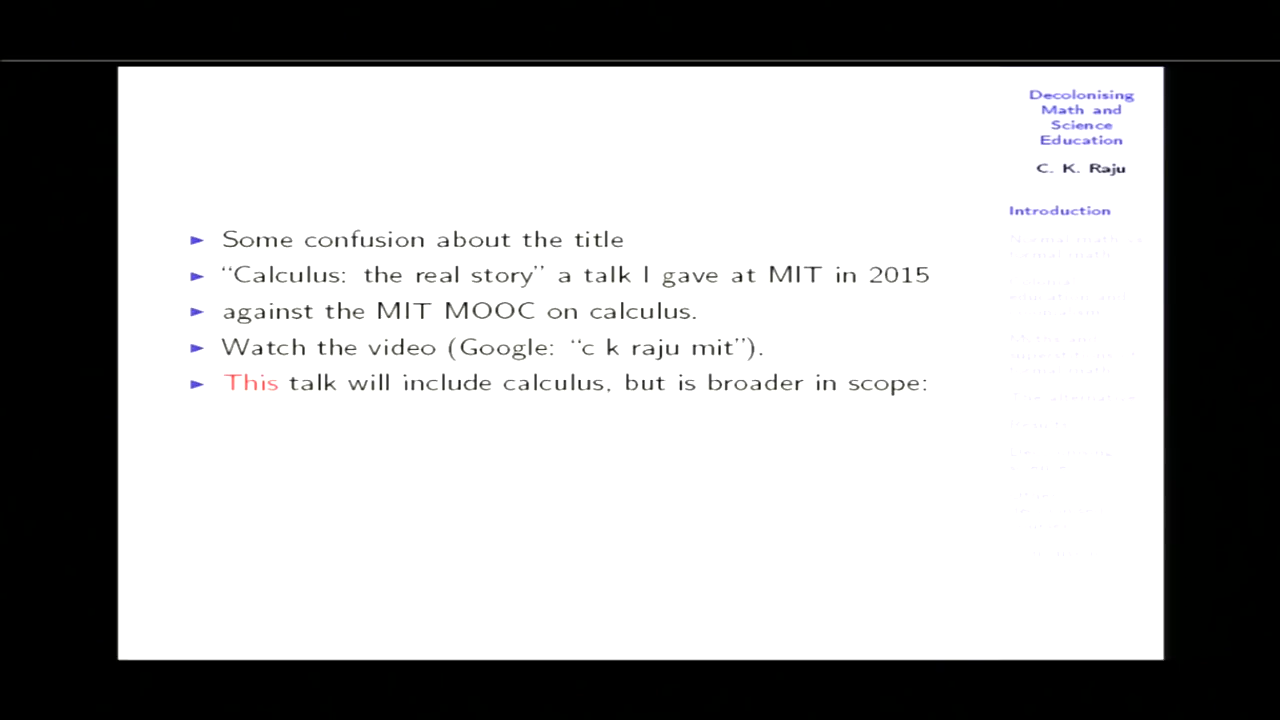 Decolonising
Math and
Science
Education
C. K. Raju
Introduction
► Some confusion about the title
► “Calculus: the real story” a talk I gave at MIT in 2015
► against the MIT MOOC on calculus.
► Watch the video (Google: “c k raju mit”).
► This talk will include calculus, but is broader in scope: